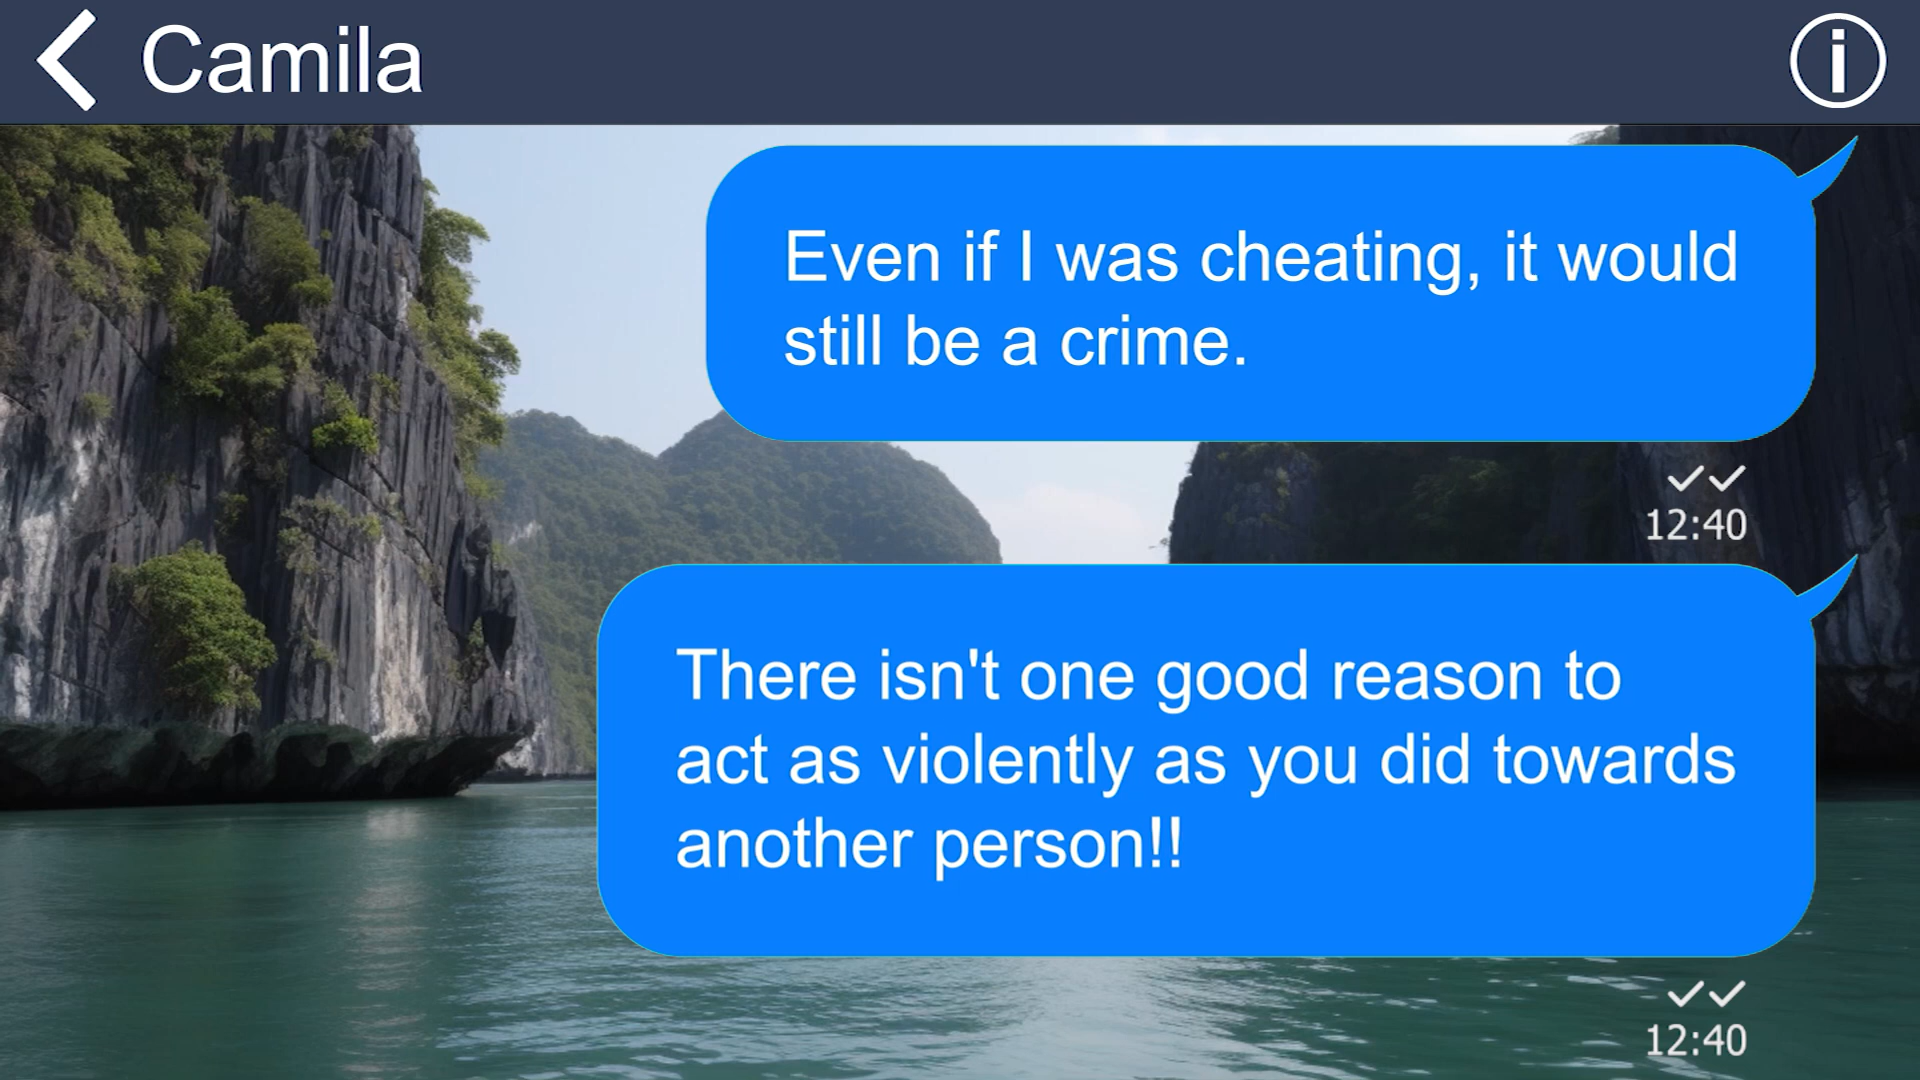 Camila
Even if I was cheating, it would
still be a crime.
12:40
There isn't one good reason to
act as violently as you did towards
another person!!
12:40